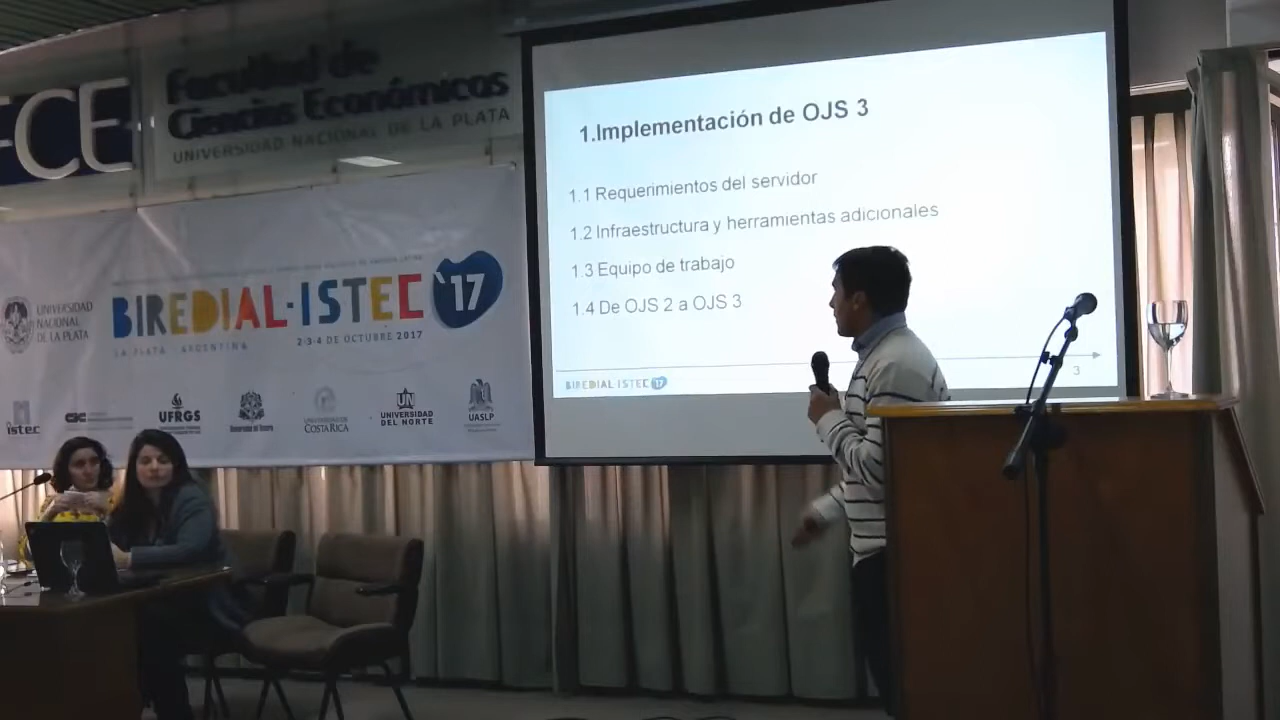 FCE
Facultad de
Ciencias Económicas
UNIVERSIDAD NACIONAL DE LA PLATA
BIREDIAL-ISTEC '17
LA PLATA - ARGENTINA
2-3-4 DE OCTUBRE 2017
UNIVERSIDAD
NACIONAL
DE LA PLATA
istec
UFRGS
COSTA RICA
UN
UNIVERSIDAD
DEL NORTE
UASLP
1.Implementación de OJS 3
1.1 Requerimientos del servidor
1.2 Infraestructura y herramientas adicionales
1.3 Equipo de trabajo
1.4 De OJS 2 a OJS 3
BIREDIAL-ISTEC '17
3